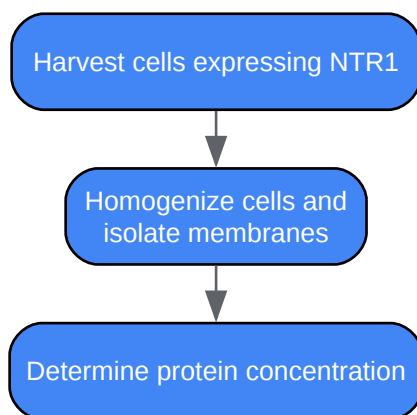 Harvest cells expressing NTR1
Homogenize cells and
isolate membranes
Determine protein concentration